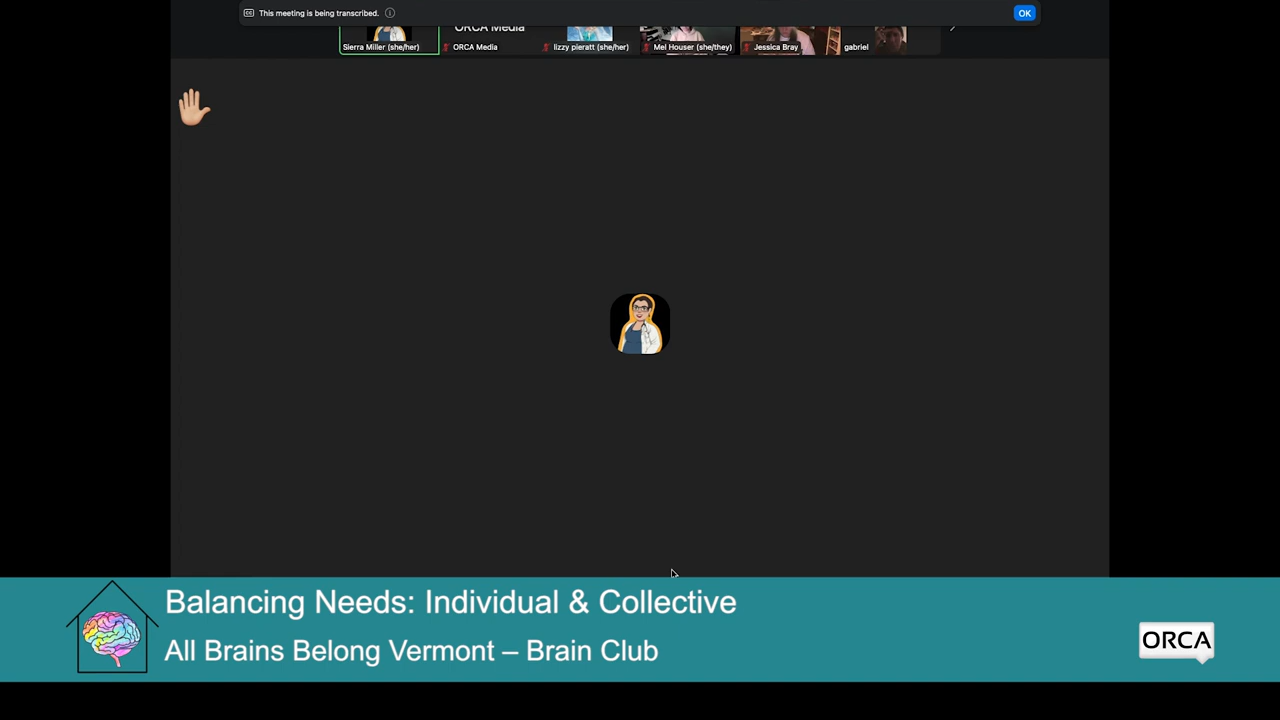 This meeting is being transcribed.
OK
ORCA Media
Sierra Miller (she/her)
ORCA Media
lizzy pieratt (she/her)
Mel Houser (she/they)
Jessica Bray
gabriel
Balancing Needs: Individual & Collective
All Brains Belong Vermont – Brain Club
ORCA